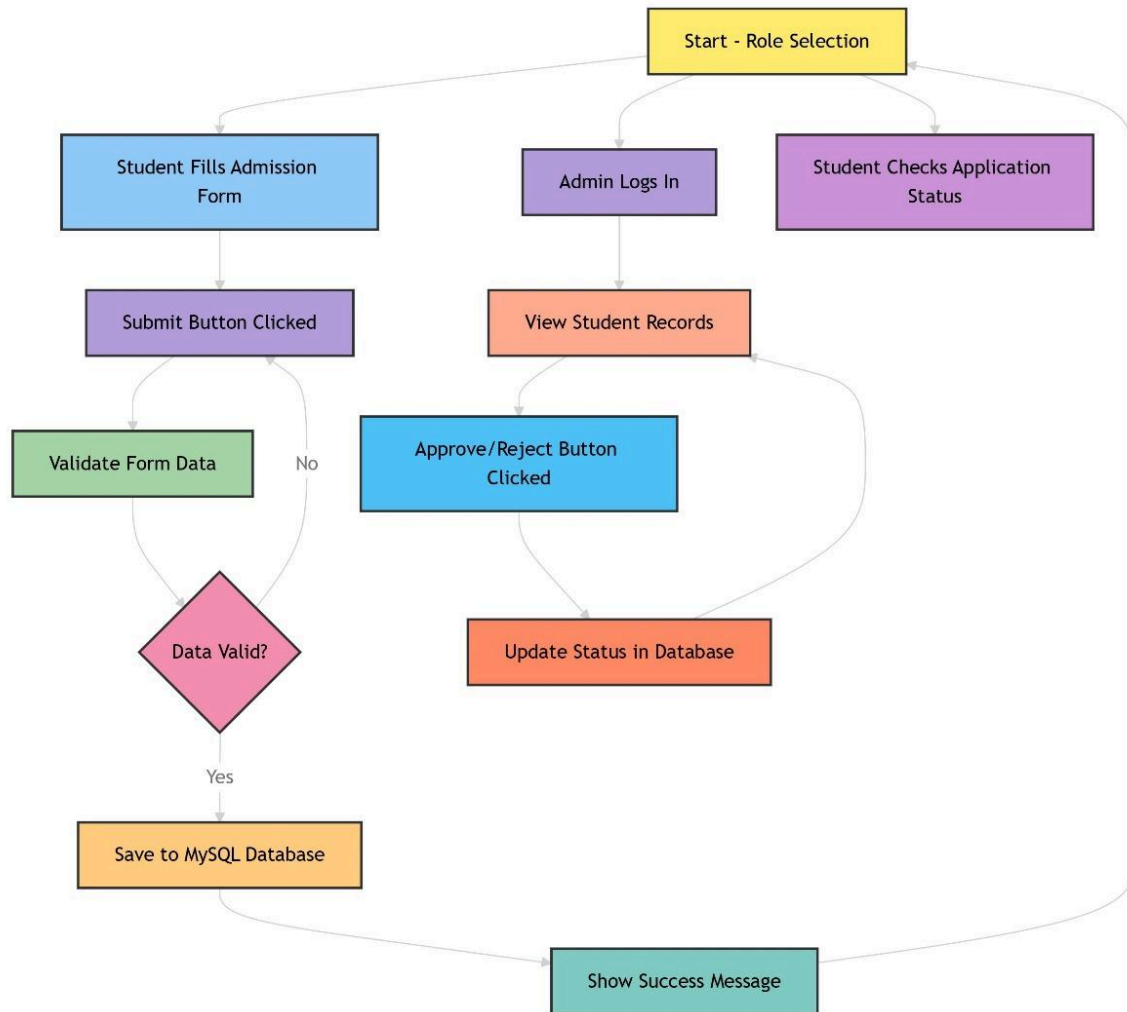 Start - Role Selection
Student Fills Admission
Form
Admin Logs In
Student Checks Application
Status
Submit Button Clicked
View Student Records
Validate Form Data
No
Approve/Reject Button
Clicked
Data Valid?
Update Status in Database
Yes
Save to MySQL Database
Show Success Message